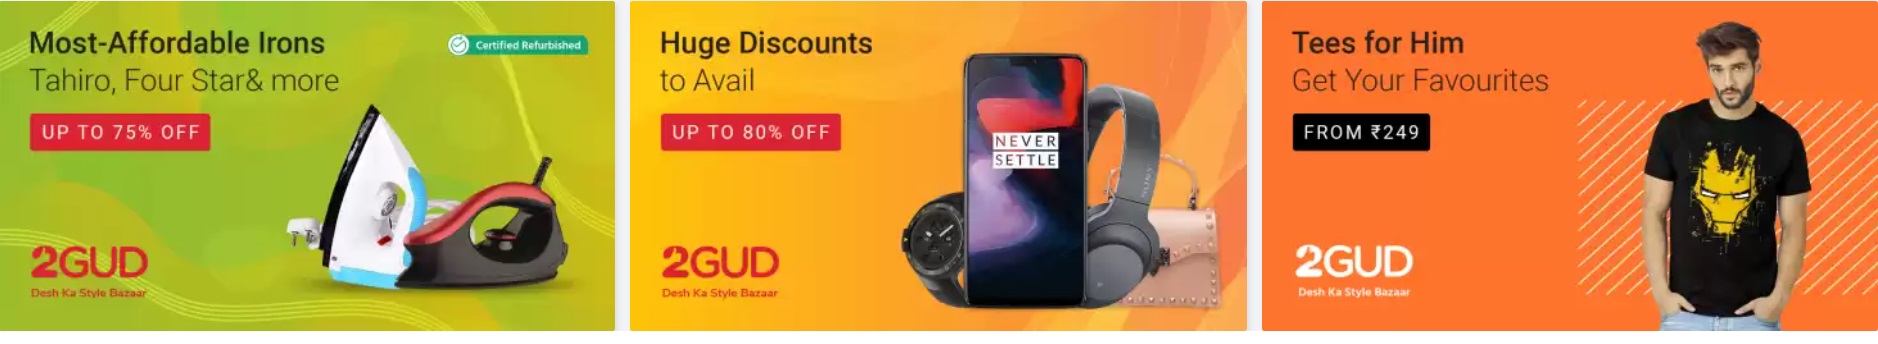 Most-Affordable Irons
Tahiro, Four Star& more
Certified Refurbished
UP TO 75% OFF
2GUD
Desh Ka Style Bazaar
Huge Discounts
to Avail
UP TO 80% OFF
NEVER
SETTLE
SONY
2GUD
Desh Ka Style Bazaar
Tees for Him
Get Your Favourites
FROM ₹249
2GUD
Desh Ka Style Bazaar